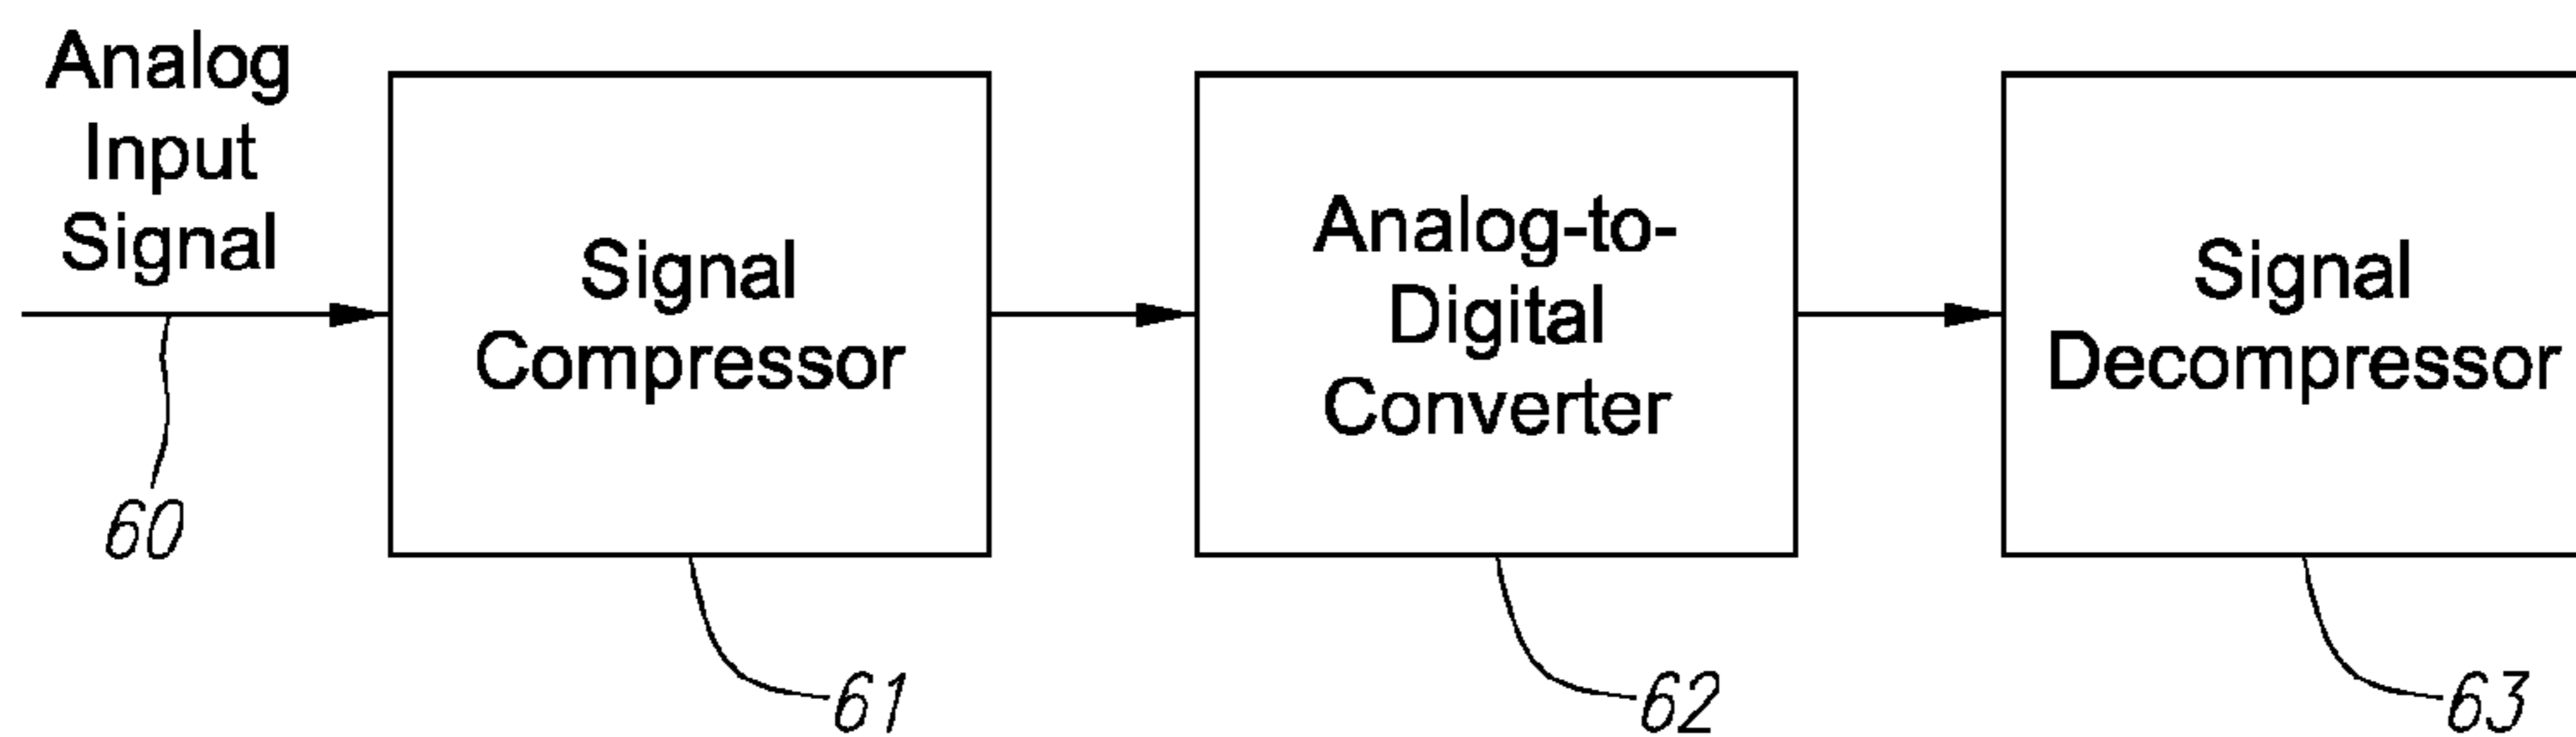 Analog
Input
Signal
Signal
Compressor
Analog-to-
Digital
Converter
Signal
Decompressor
60
61
62
63